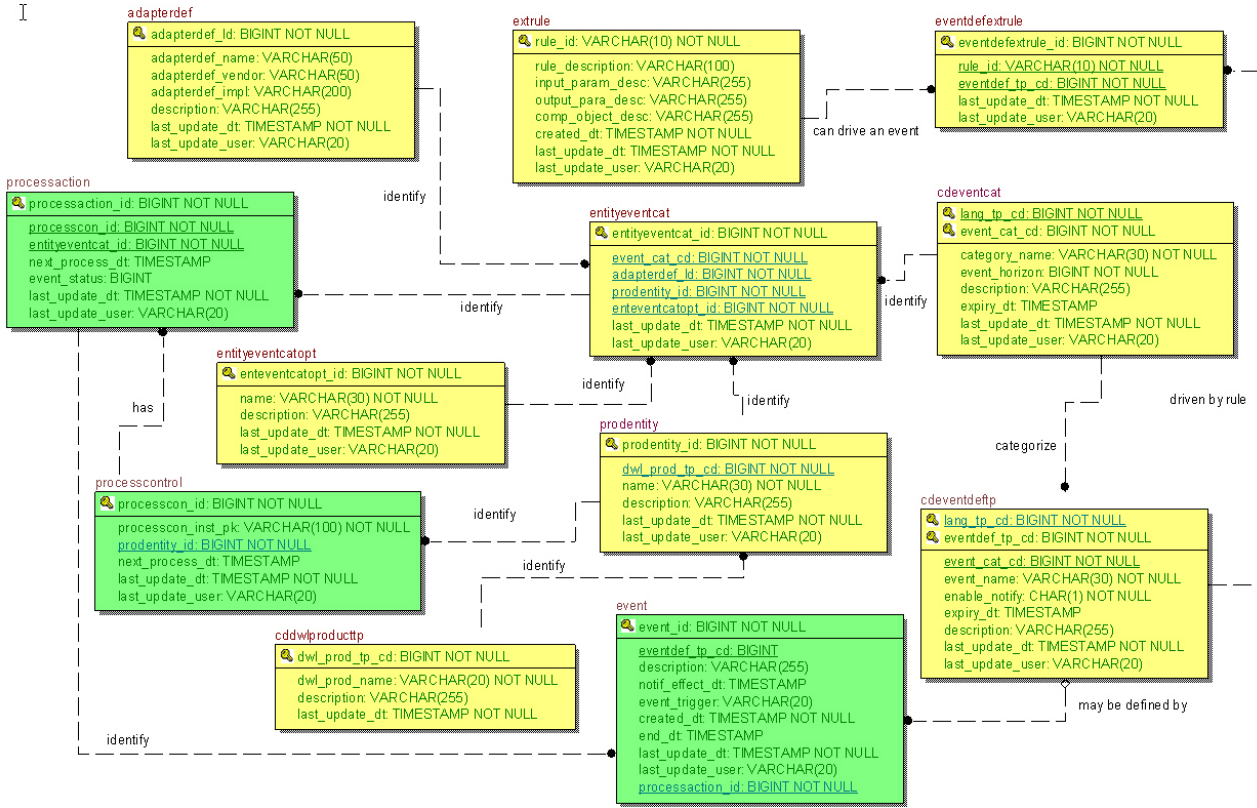 adapterdef
adapterdef_Id: BIGINT NOT NULL
adapterdef_name: VARCHAR(50)
adapterdef_vendor: VARCHAR(50)
adapterdef_impl: VARCHAR(200)
description: VARCHAR(255)
last_update_dt: TIMESTAMP NOT NULL
last_update_user: VARCHAR(20)
extrule
rule_id: VARCHAR(10) NOT NULL
rule_description: VARCHAR(100)
input_param_desc: VARCHAR(255)
output_para_desc: VARCHAR(255)
comp_object_desc: VARCHAR(255)
created_dt: TIMESTAMP NOT NULL
last_update_dt: TIMESTAMP NOT NULL
last_update_user: VARCHAR(20)
eventdefextrule
eventdefextrule_id: BIGINT NOT NULL
rule_id: VARCHAR(10) NOT NULL
eventdef_tp_cd: BIGINT NOT NULL
last_update_dt: TIMESTAMP NOT NULL
last_update_user: VARCHAR(20)
can drive an event
identify
processaction
processaction_id: BIGINT NOT NULL
processcon_id: BIGINT NOT NULL
entityeventcat_id: BIGINT NOT NULL
next_process_dt: TIMESTAMP
event_status: BIGINT
last_update_dt: TIMESTAMP NOT NULL
last_update_user: VARCHAR(20)
identify
entityeventcat
entityeventcat_id: BIGINT NOT NULL
event_cat_cd: BIGINT NOT NULL
adapterdef_Id: BIGINT NOT NULL
prodentity_id: BIGINT NOT NULL
enteventcatopt_id: BIGINT NOT NULL
last_update_dt: TIMESTAMP NOT NULL
last_update_user: VARCHAR(20)
identify
cdeventcat
lang_tp_cd: BIGINT NOT NULL
event_cat_cd: BIGINT NOT NULL
category_name: VARCHAR(30) NOT NULL
event_horizon: BIGINT NOT NULL
description: VARCHAR(255)
expiry_dt: TIMESTAMP
last_update_dt: TIMESTAMP NOT NULL
last_update_user: VARCHAR(20)
entityeventcatopt
enteventcatopt_id: BIGINT NOT NULL
name: VARCHAR(30) NOT NULL
description: VARCHAR(255)
last_update_dt: TIMESTAMP NOT NULL
last_update_user: VARCHAR(20)
identify
identify
has
driven by rule
categorize
prodentity
prodentity_id: BIGINT NOT NULL
dwl_prod_tp_cd: BIGINT NOT NULL
name: VARCHAR(30) NOT NULL
description: VARCHAR(255)
last_update_dt: TIMESTAMP NOT NULL
last_update_user: VARCHAR(20)
processcontrol
processcon_id: BIGINT NOT NULL
processcon_inst_pk: VARCHAR(100) NOT NULL
prodentity_id: BIGINT NOT NULL
next_process_dt: TIMESTAMP
last_update_dt: TIMESTAMP NOT NULL
last_update_user: VARCHAR(20)
identify
identify
cdeventdeftp
lang_tp_cd: BIGINT NOT NULL
eventdef_tp_cd: BIGINT NOT NULL
event_cat_cd: BIGINT NOT NULL
event_name: VARCHAR(30) NOT NULL
enable_notify: CHAR(1) NOT NULL
expiry_dt: TIMESTAMP
description: VARCHAR(255)
last_update_dt: TIMESTAMP NOT NULL
last_update_user: VARCHAR(20)
cddwlproducttp
dwl_prod_tp_cd: BIGINT NOT NULL
dwl_prod_name: VARCHAR(20) NOT NULL
description: VARCHAR(255)
last_update_dt: TIMESTAMP NOT NULL
event
event_id: BIGINT NOT NULL
eventdef_tp_cd: BIGINT
description: VARCHAR(255)
notif_effect_dt: TIMESTAMP
event_trigger: VARCHAR(20)
created_dt: TIMESTAMP NOT NULL
end_dt: TIMESTAMP
last_update_dt: TIMESTAMP NOT NULL
last_update_user: VARCHAR(20)
processaction_id: BIGINT NOT NULL
may be defined by
identify